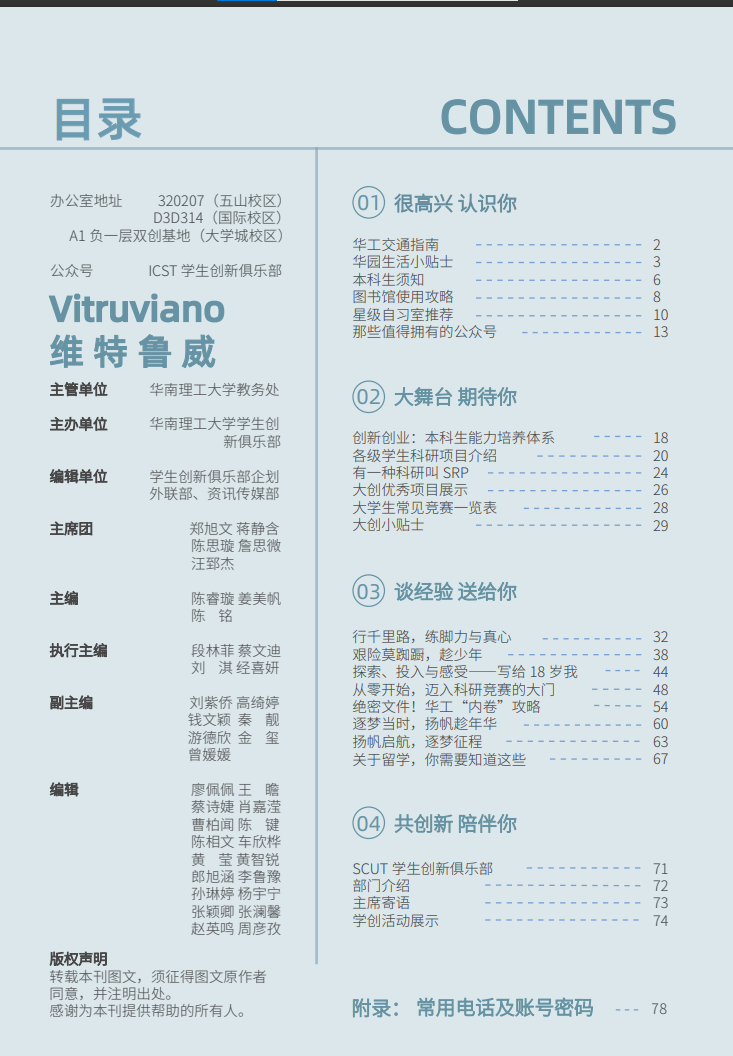 目录
CONTENTS
办公室地址 320207（五山校区）
D3D314（国际校区）
A1 负一层双创基地（大学城校区）
公众号 ICST 学生创新俱乐部
Vitruviano
维特鲁威
主管单位 华南理工大学教务处
主办单位 华南理工大学学生创
新俱乐部
编辑单位 学生创新俱乐部企划
外联部、资讯传媒部
主席团 郑旭文 蒋静含
陈思璇 詹思微
汪郅杰
主编 陈睿璇 姜美帆
陈 铭
执行主编 段林菲 蔡文迪
刘 淇 经喜妍
副主编 刘紫侨 高绮婷
钱文颖 秦 靓
游德欣 金 玺
曾媛媛
编辑 廖佩佩 王 瞻
蔡诗婕 肖嘉滢
曹柏闻 陈 键
陈相文 车欣桦
黄 莹 黄智锐
郎旭涵 李鲁豫
孙琳婷 杨宇宁
张颖卿 张澜馨
赵英鸣 周彦孜
版权声明
转载本刊图文，须征得图文原作者
同意，并注明出处。
感谢为本刊提供帮助的所有人。
01 很高兴 认识你
华工交通指南 2
华园生活小贴士 3
本科生须知 6
图书馆使用攻略 8
星级自习室推荐 10
那些值得拥有的公众号 13
02 大舞台 期待你
创新创业：本科生能力培养体系 18
各级学生科研项目介绍 20
有一种科研叫 SRP 24
大创优秀项目展示 26
大学生常见竞赛一览表 28
大创小贴士 29
03 谈经验 送给你
行千里路，练脚力与真心 32
艰险莫踟蹰，趁少年 38
探索、投入与感受——写给 18 岁我 44
从零开始，迈入科研竞赛的大门 48
绝密文件！华工“内卷”攻略 54
逐梦当时，扬帆趁年华 60
扬帆启航，逐梦征程 63
关于留学，你需要知道这些 67
04 共创新 陪伴你
SCUT 学生创新俱乐部 71
部门介绍 72
主席寄语 73
学创活动展示 74
附录： 常用电话及账号密码 78